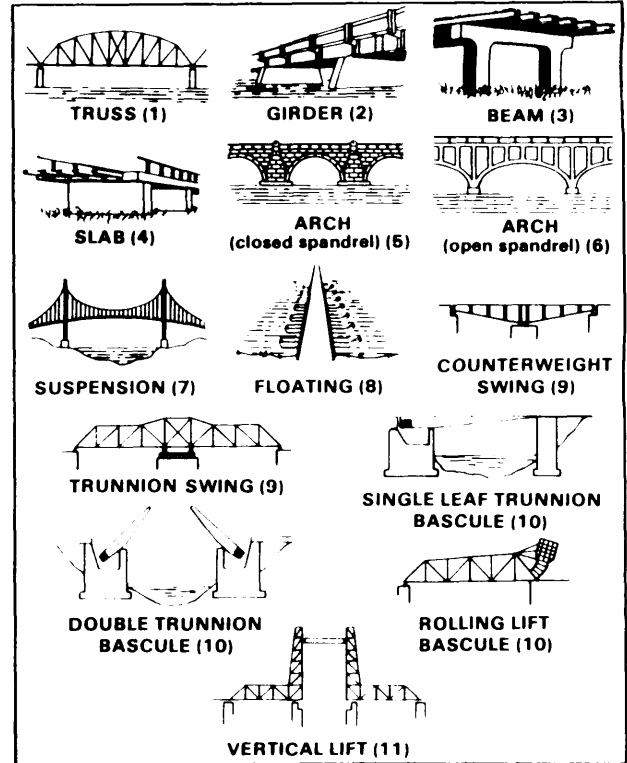 TRUSS (1)
GIRDER (2)
BEAM (3)
SLAB (4)
ARCH
(closed spandrel) (5)
ARCH
(open spandrel) (6)
SUSPENSION (7)
FLOATING (8)
COUNTERWEIGHT
SWING (9)
TRUNNION SWING (9)
SINGLE LEAF TRUNNION
BASCULE (10)
DOUBLE TRUNNION
BASCULE (10)
ROLLING LIFT
BASCULE (10)
VERTICAL LIFT (11)